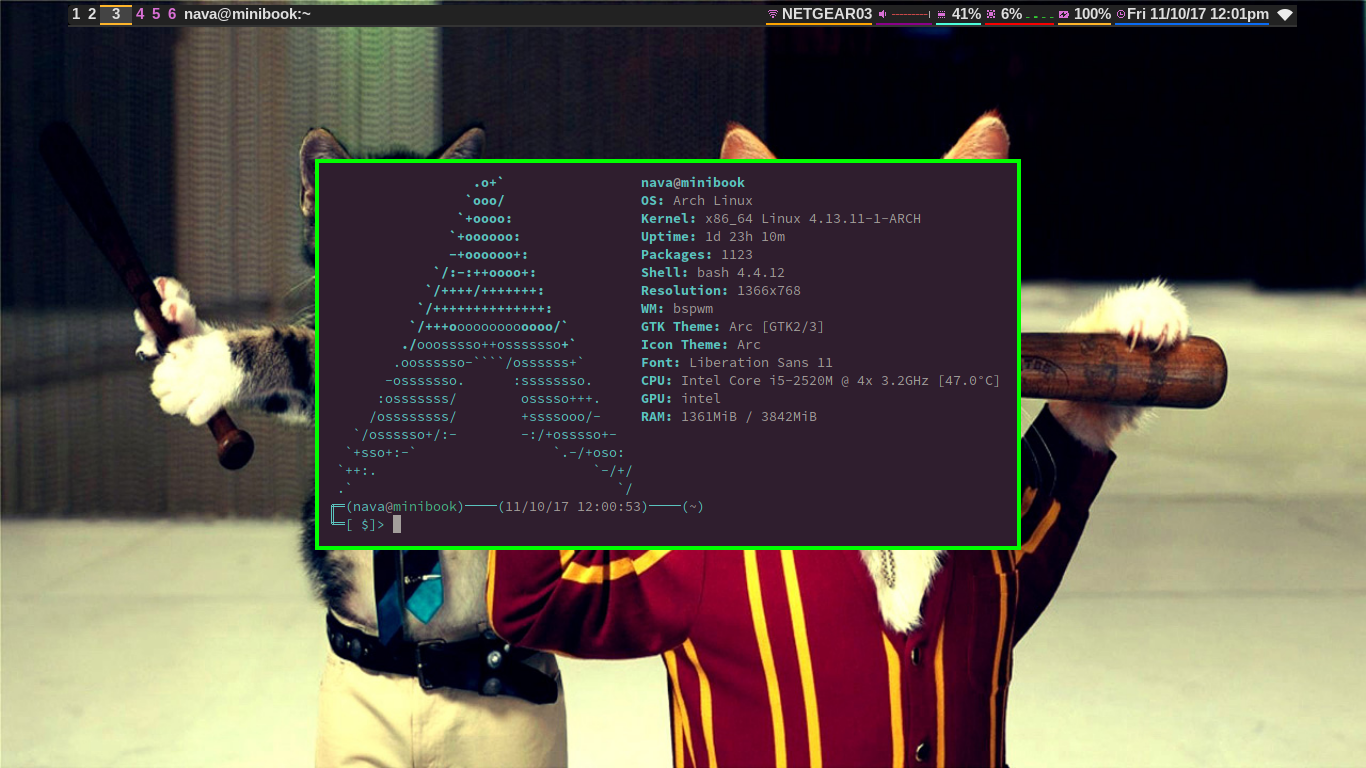 1 2 3 4 5 6 nava@minibook:~ NETGEAR03 41% 6% 100% Fri 11/10/17 12:01pm
.o+`
`ooo/
`+oooo:
`+oooooo:
-+oooooo+:
`/:-:++oooo+:
`/++++/+++++++:
`/++++++++++++++:
`/+++ooooooooooooo/`
./ooosssso++osssssso+`
.oossssso-````/ossssss+`
-osssssso. :ssssssso.
:osssssss/ osssso+++.
/ossssssss/ +ssssooo/-
`/ossssso+/:- -:/+osssso+-
`+sso+:-` `.-/+oso:
`++:. `-/+/
.` `/
nava@minibook
OS: Arch Linux
Kernel: x86_64 Linux 4.13.11-1-ARCH
Uptime: 1d 23h 10m
Packages: 1123
Shell: bash 4.4.12
Resolution: 1366x768
WM: bspwm
GTK Theme: Arc [GTK2/3]
Icon Theme: Arc
Font: Liberation Sans 11
CPU: Intel Core i5-2520M @ 4x 3.2GHz [47.0°C]
GPU: intel
RAM: 1361MiB / 3842MiB
╔═(nava@minibook)────(11/10/17 12:00:53)────(~)
╚═[ $]>